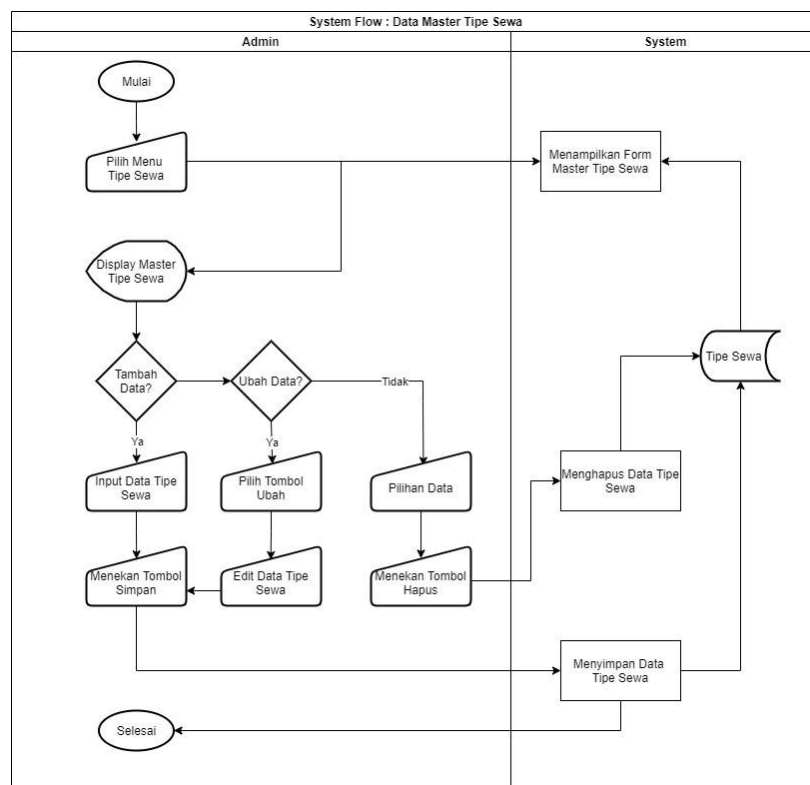 System Flow : Data Master Tipe Sewa
Admin
System
Mulai
Pilih Menu
Tipe Sewa
Menampilkan Form
Master Tipe Sewa
Display Master
Tipe Sewa
Tambah
Data?
Ubah Data?
Tidak
Tipe Sewa
Ya
Ya
Input Data Tipe
Sewa
Pilih Tombol
Ubah
Pilihan Data
Menghapus Data Tipe
Sewa
Menekan Tombol
Simpan
Edit Data Tipe
Sewa
Menekan Tombol
Hapus
Menyimpan Data
Tipe Sewa
Selesai